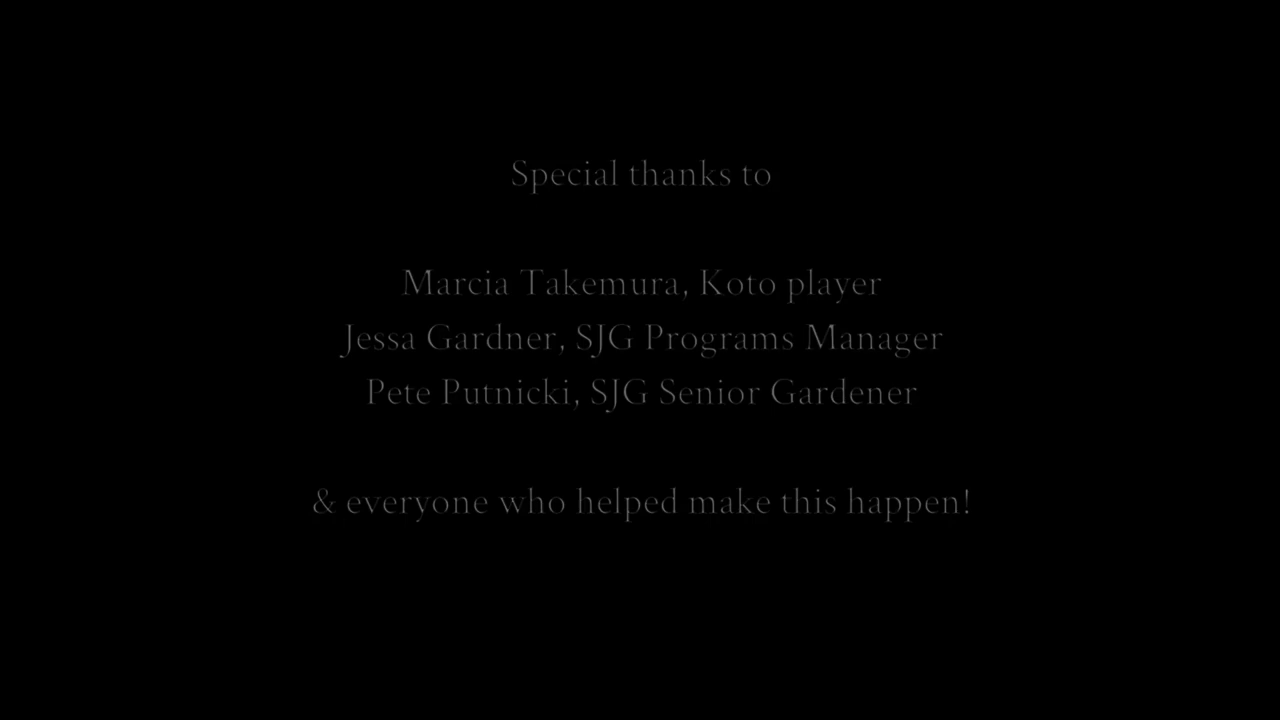 Special thanks to
Marcia Takemura, Koto player
Jessa Gardner, SJG Programs Manager
Pete Putnicki, SJG Senior Gardener
& everyone who helped make this happen!